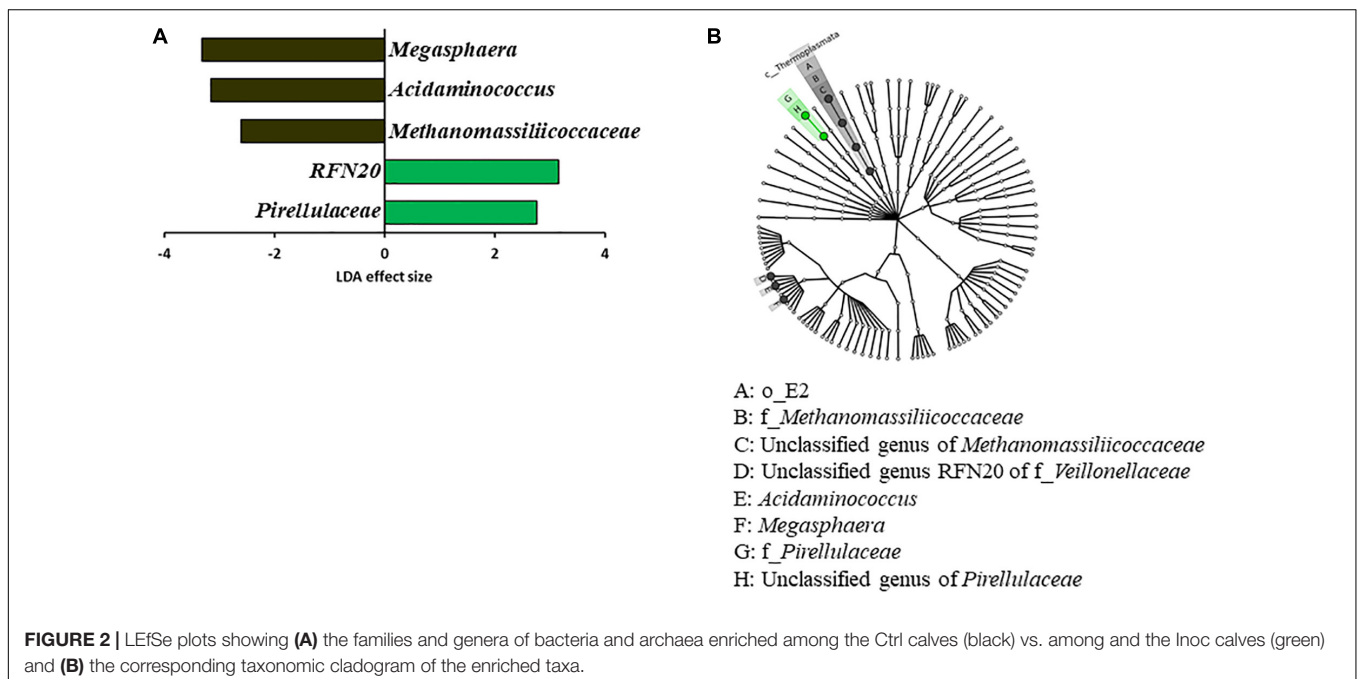 A
Megasphaera
Acidaminococcus
Methanomassiliicoccaceae
RFN20
Pirellulaceae
-4 -2 0 2 4
LDA effect size
B
c_Thermoplasmata
A
B
C
G
H
D
E
F
A: o_E2
B: f_Methanomassiliicoccaceae
C: Unclassified genus of Methanomassiliicoccaceae
D: Unclassified genus RFN20 of f_Veillonellaceae
E: Acidaminococcus
F: Megasphaera
G: f_Pirellulaceae
H: Unclassified genus of Pirellulaceae
FIGURE 2 | LEfSe plots showing (A) the families and genera of bacteria and archaea enriched among the Ctrl calves (black) vs. among and the Inoc calves (green)
and (B) the corresponding taxonomic cladogram of the enriched taxa.